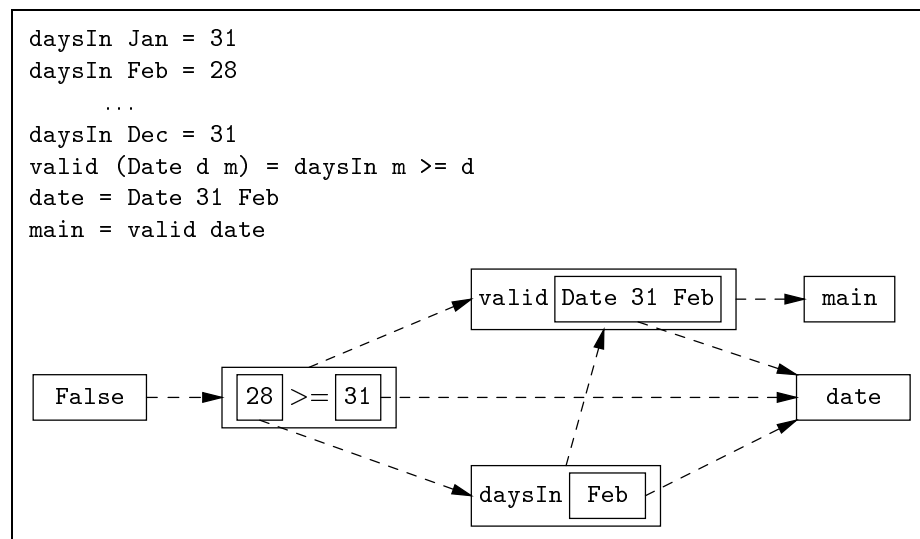 daysIn Jan = 31
daysIn Feb = 28
...
daysIn Dec = 31
valid (Date d m) = daysIn m >= d
date = Date 31 Feb
main = valid date
valid Date 31 Feb
main
False
28 >= 31
date
daysIn Feb